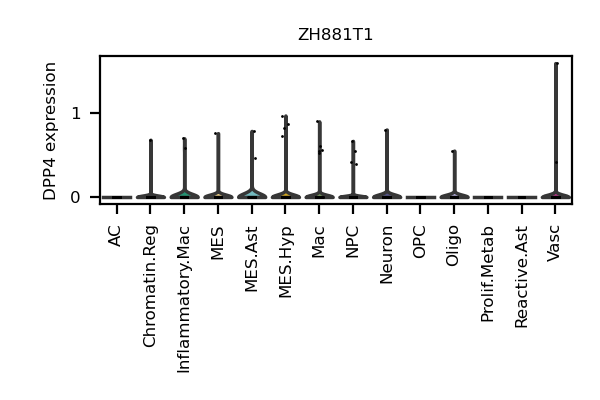 ZH881T1
DPP4 expression
1
0
AC
Chromatin.Reg
Inflammatory.Mac
MES
MES.Ast
MES.Hyp
Mac
NPC
Neuron
OPC
Oligo
Prolif.Metab
Reactive.Ast
Vasc